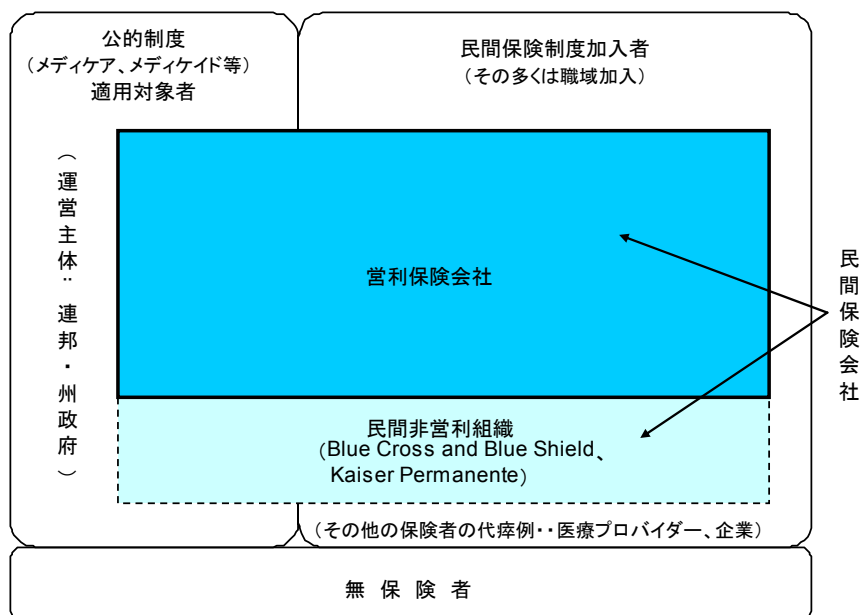 公的制度
（メディケア、メディケイド等）
適用対象者
民間保険制度加入者
（その多くは職域加入）
（運営主体：連邦・州政府）
営利保険会社
民間保険会社
民間非営利組織
(Blue Cross and Blue Shield、
Kaiser Permanente)
（その他の保険者の代瘁例・・医療プロバイダー、企業）
無 保 険 者